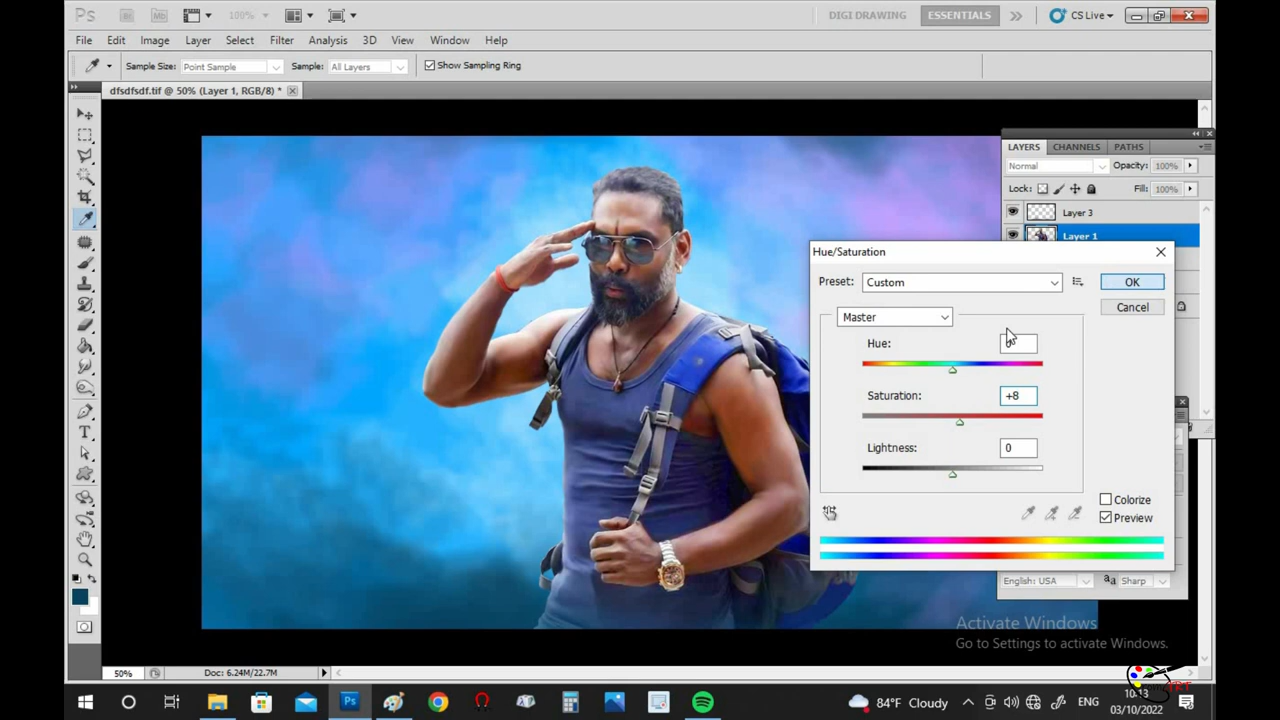 Ps Br Mb 100% DIGI DRAWING ESSENTIALS CS Live
File Edit Image Layer Select Filter Analysis 3D View Window Help
Sample Size: Point Sample Sample: All Layers Show Sampling Ring
dfsdfsdf.tif @ 50% (Layer 1, RGB/8) *
LAYERS CHANNELS PATHS
Normal Opacity: 100%
Lock: Fill: 100%
Layer 3
Layer 1
Hue/Saturation
Preset: Custom OK
Cancel
Master
Hue:
Saturation: +8
Lightness: 0
Colorize
Preview
English: USA aa Sharp
Activate Windows
Go to Settings to activate Windows.
50% Doc: 6.24M/22.7M
Ps 84°F Cloudy ENG 10:13
03/10/2022